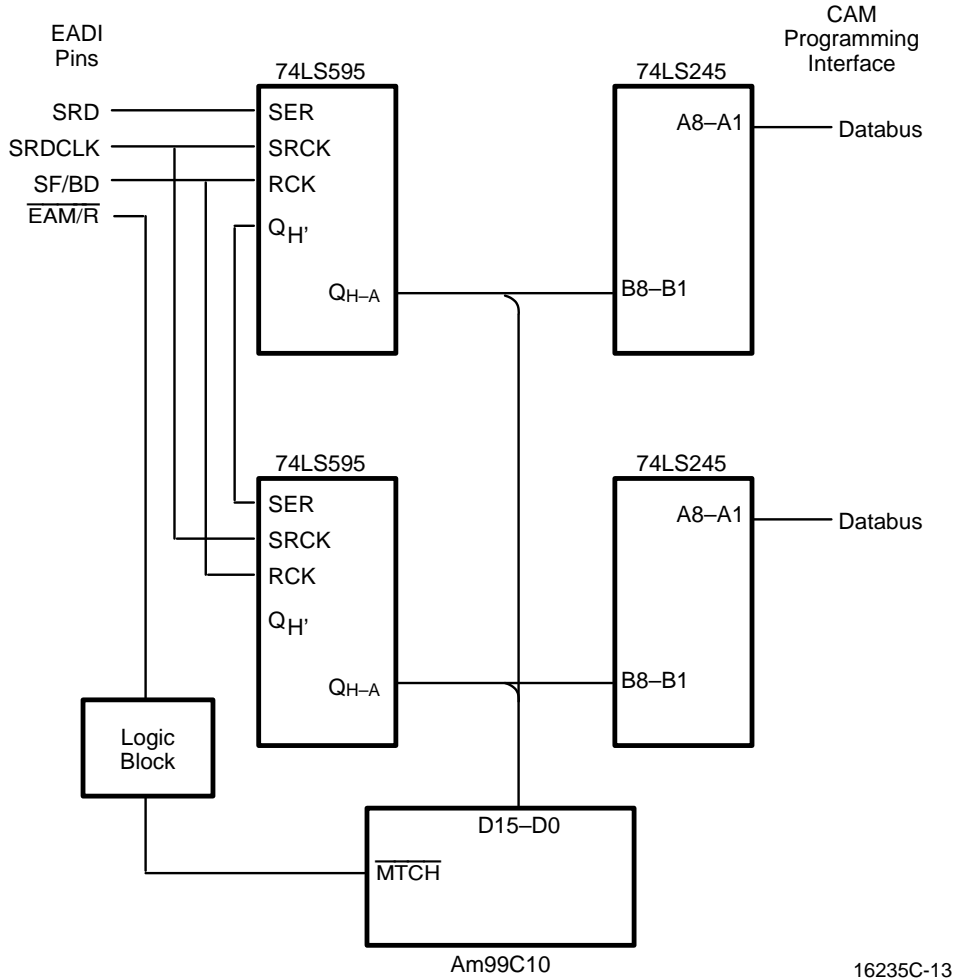 EADI
Pins
CAM
Programming
Interface
74LS595
74LS245
SRD
SER
A8–A1
Databus
SRDCLK
SRCK
SF/BD
RCK
EAM/R
QH'
QH–A
B8–B1
74LS595
74LS245
SER
A8–A1
Databus
SRCK
RCK
QH'
QH–A
B8–B1
Logic
Block
D15–D0
MTCH
Am99C10
16235C-13